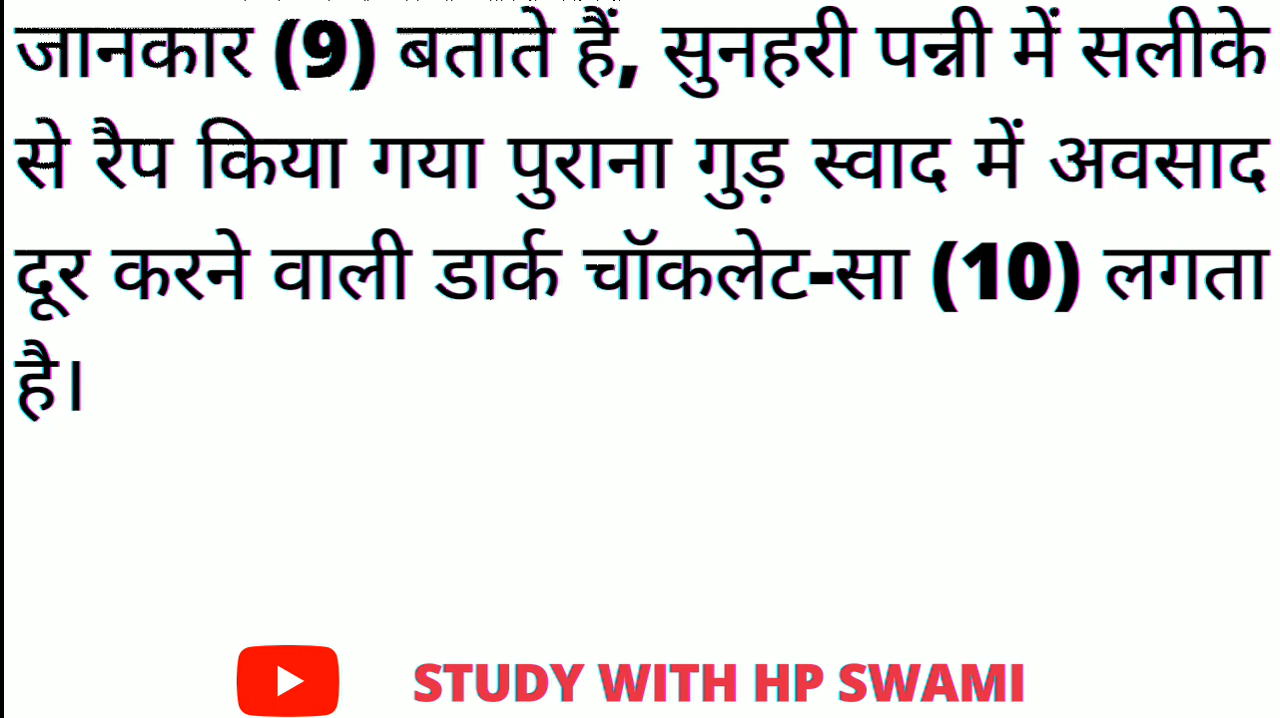 जानकार (9) बताते हैं, सुनहरी पन्नी में सलीके
से रैप किया गया पुराना गुड़ स्वाद में अवसाद
दूर करने वाली डार्क चॉकलेट-सा (10) लगता
है।
STUDY WITH HP SWAMI